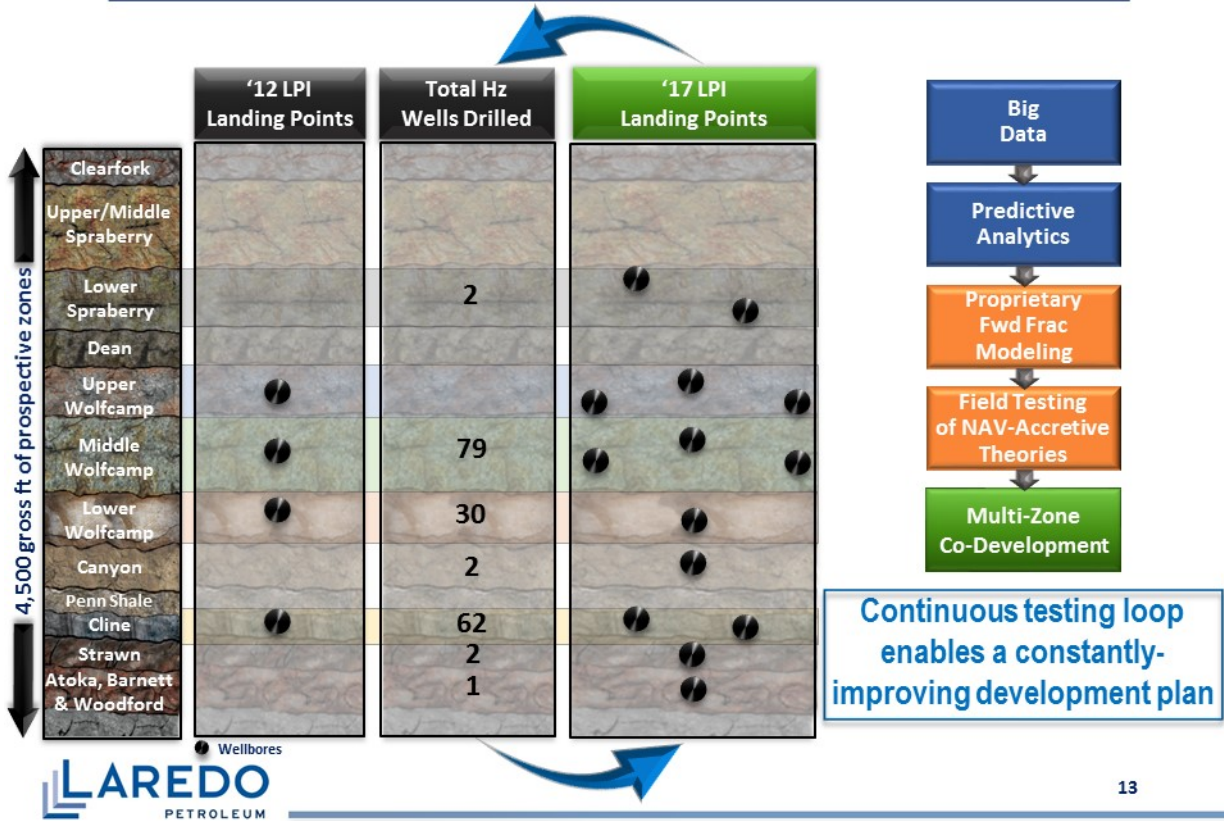 ‘12 LPI
Landing Points
Total Hz
Wells Drilled
‘17 LPI
Landing Points
4,500 gross ft of prospective zones
Clearfork
Upper/Middle
Spraberry
Lower
Spraberry
2
Dean
Upper
Wolfcamp
Middle
Wolfcamp
79
Lower
Wolfcamp
30
Canyon
2
Penn Shale
Cline
62
Strawn
2
Atoka, Barnett
& Woodford
1
Wellbores
Big
Data
Predictive
Analytics
Proprietary
Fwd Frac
Modeling
Field Testing
of NAV-Accretive
Theories
Multi-Zone
Co-Development
Continuous testing loop
enables a constantly-
improving development plan
LAREDO
PETROLEUM
13